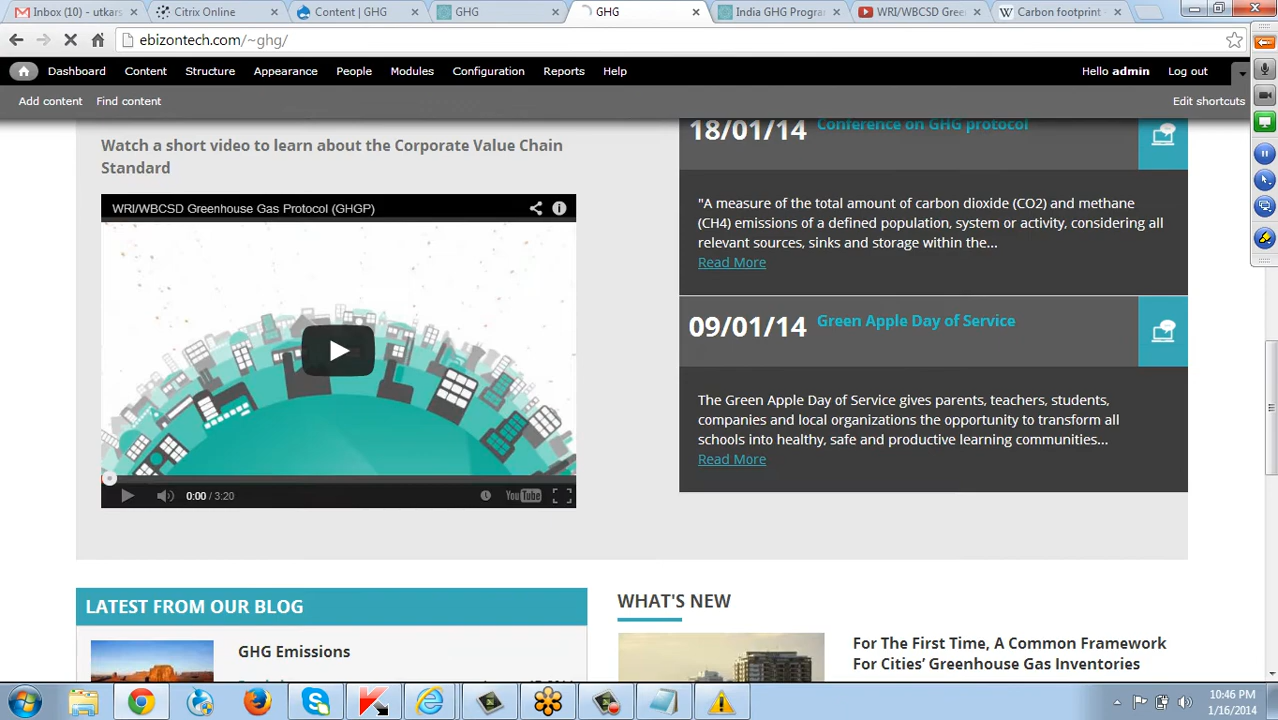 Inbox (10) - utkars
Citrix Online
Content | GHG
GHG
GHG
India GHG Progra
WRI/WBCSD Gree
Carbon footprint -
ebizontech.com/~ghg/
Dashboard Content Structure Appearance People Modules Configuration Reports Help
Hello admin Log out
Add content Find content
Edit shortcuts
Watch a short video to learn about the Corporate Value Chain
Standard
WRI/WBCSD Greenhouse Gas Protocol (GHGP)
0:00 / 3:20
YouTube
18/01/14 Conference on GHG protocol
"A measure of the total amount of carbon dioxide (CO2) and methane
(CH4) emissions of a defined population, system or activity, considering all
relevant sources, sinks and storage within the...
Read More
09/01/14 Green Apple Day of Service
The Green Apple Day of Service gives parents, teachers, students,
companies and local organizations the opportunity to transform all
schools into healthy, safe and productive learning communities...
Read More
LATEST FROM OUR BLOG
GHG Emissions
WHAT'S NEW
For The First Time, A Common Framework
For Cities' Greenhouse Gas Inventories
10:46 PM
1/16/2014